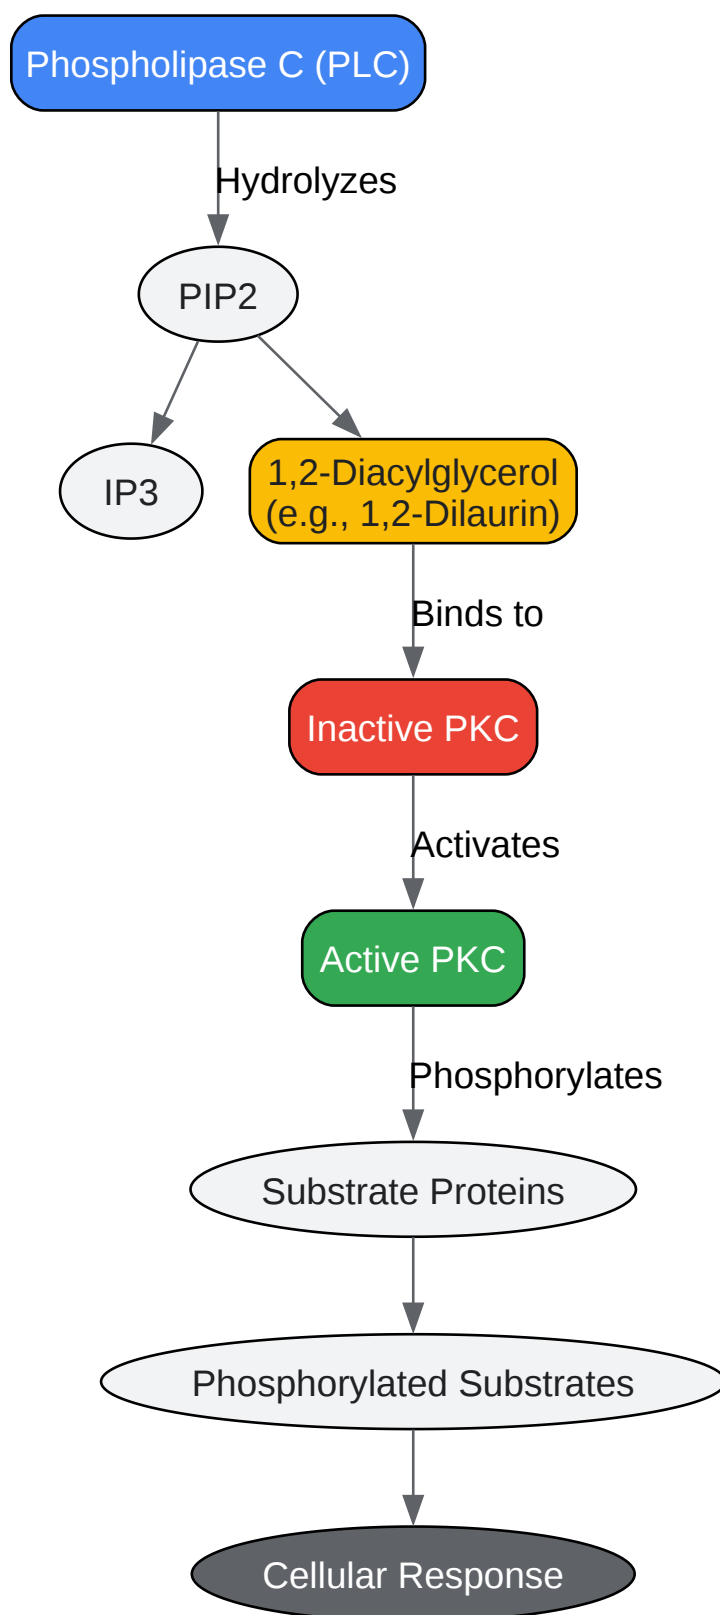 Phospholipase C (PLC)
Hydrolyzes
PIP2
IP3
1,2-Diacylglycerol
(e.g., 1,2-Dilaurin)
Binds to
Inactive PKC
Activates
Active PKC
Phosphorylates
Substrate Proteins
Phosphorylated Substrates
Cellular Response